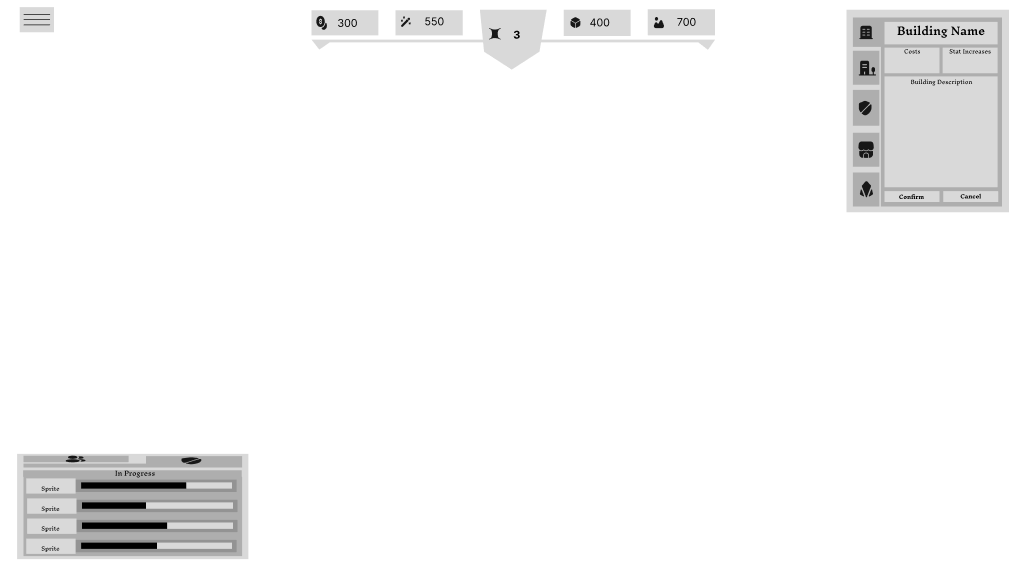 300
550
3
400
700
Building Name
Costs
Stat Increases
Building Description
Confirm
Cancel
In Progress
Sprite
Sprite
Sprite
Sprite